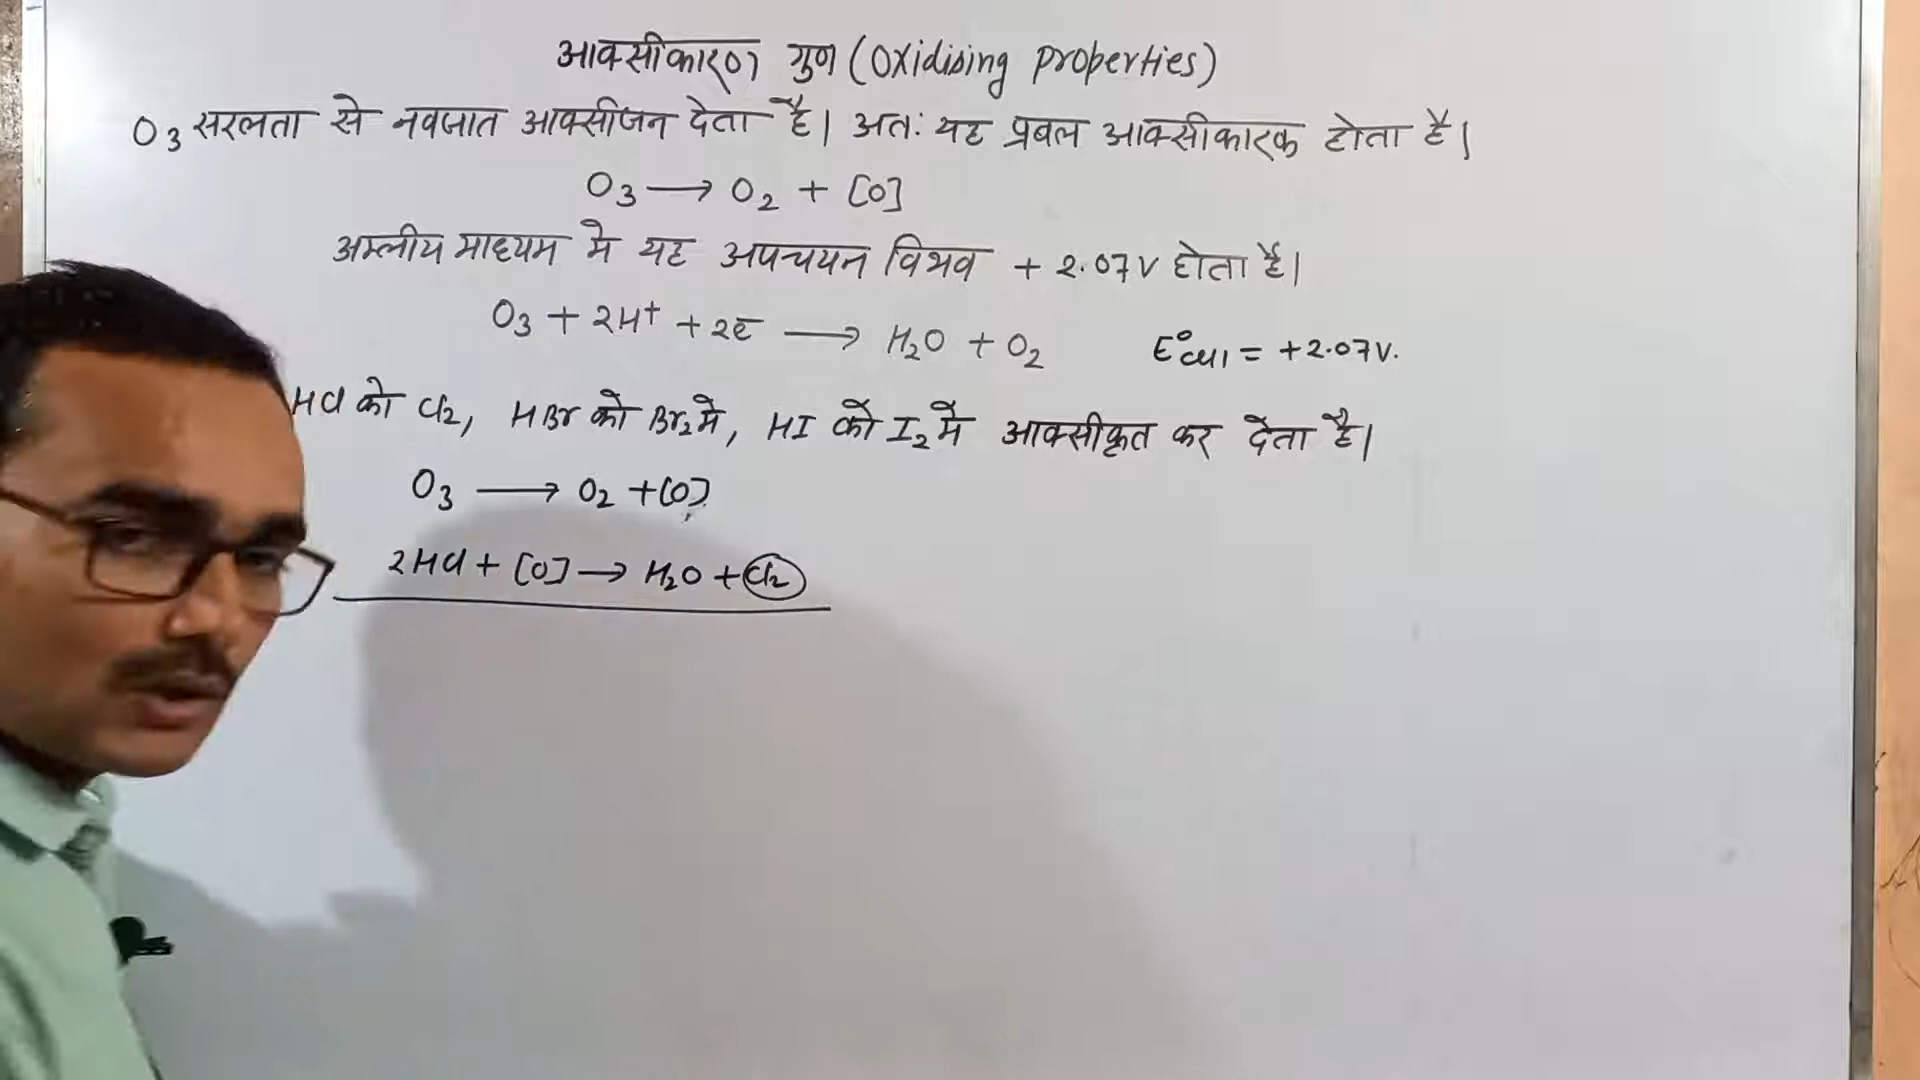 आक्सीकारण गुण (Oxidising properties)
O₃ सरलता से नवजात आक्सीजन देता है। अतः यह प्रबल आक्सीकारक होता है।
O₃ ⟶ O₂ + [O]
अम्लीय माध्यम मे यह अपचयन विभव + 2.07V होता है।
O₃ + 2H⁺ + 2e⁻ ⟶ H₂O + O₂ E°cell = +2.07V.
HCl को Cl₂, HBr को Br₂ मे, HI को I₂ मे आक्सीकृत कर देता है।
O₃ ⟶ O₂ + [O]
2HCl + [O] ⟶ H₂O + Cl₂